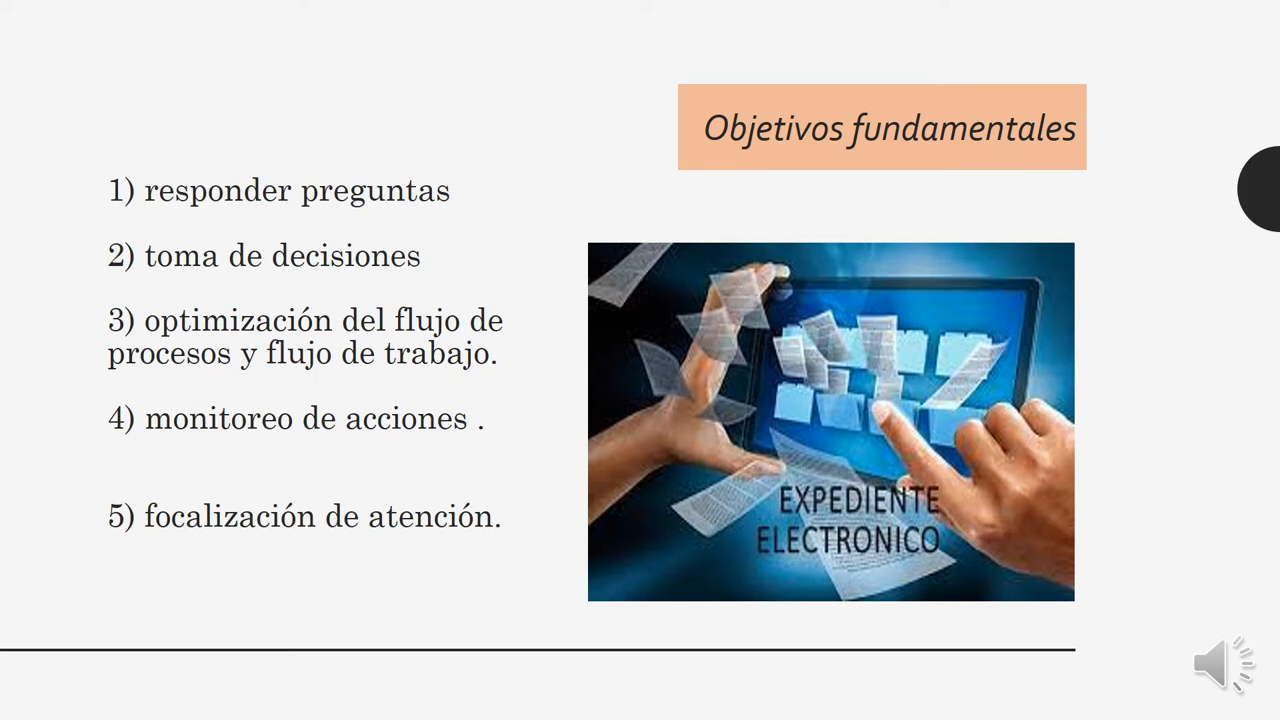 Objetivos fundamentales
1) responder preguntas
2) toma de decisiones
3) optimización del flujo de
procesos y flujo de trabajo.
4) monitoreo de acciones .
5) focalización de atención.
EXPEDIENTE
ELECTRONICO